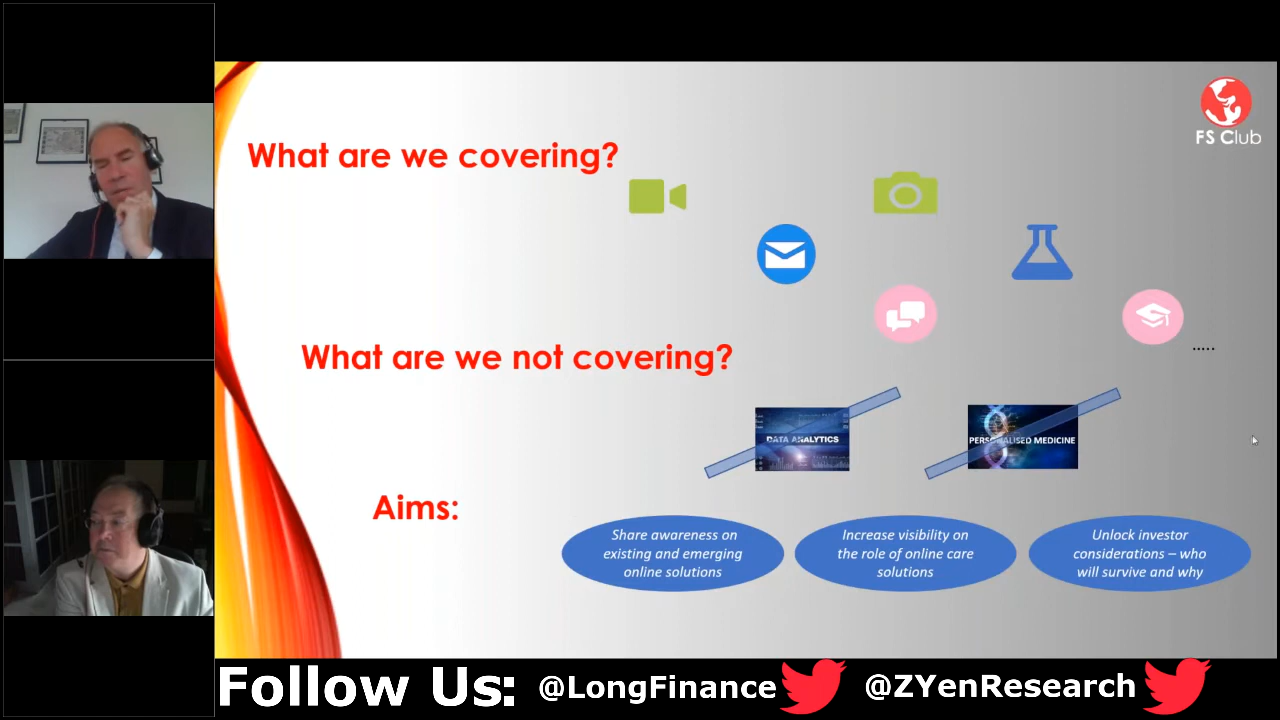 FS Club
What are we covering?
What are we not covering?
.....
DATA ANALYTICS
PERSONALISED MEDICINE
Aims:
Share awareness on
existing and emerging
online solutions
Increase visibility on
the role of online care
solutions
Unlock investor
considerations – who
will survive and why
Follow Us: @LongFinance @ZYenResearch